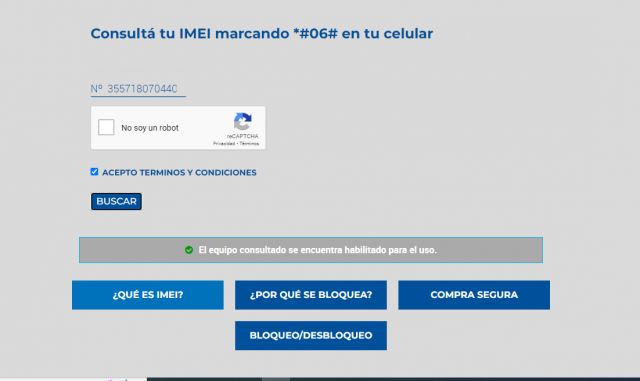 Consultá tu IMEI marcando *#06# en tu celular
Nº 35571807044C
No soy un robot
reCAPTCHA
Privacidad - Términos
ACEPTO TERMINOS Y CONDICIONES
BUSCAR
El equipo consultado se encuentra habilitado para el uso.
¿QUÉ ES IMEI?
¿POR QUÉ SE BLOQUEA?
COMPRA SEGURA
BLOQUEO/DESBLOQUEO